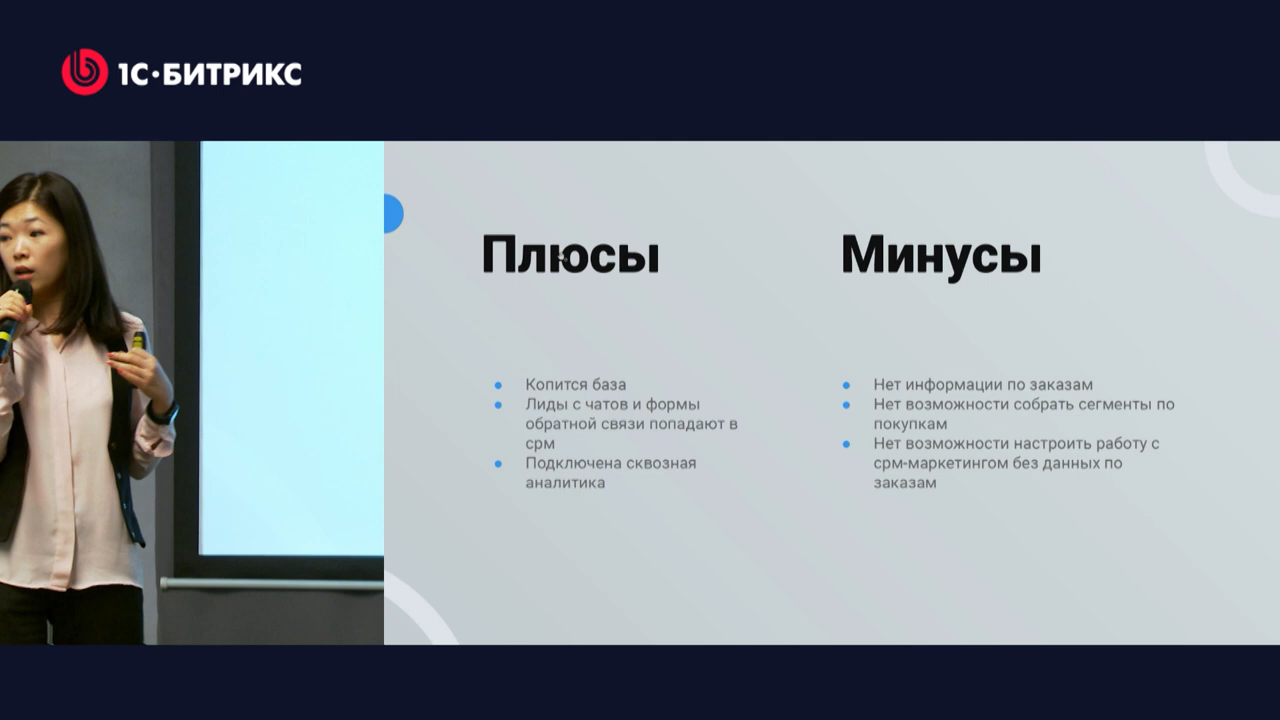 1С·БИТРИКС
Плюсы
Копится база
Лиды с чатов и формы
обратной связи попадают в
срм
Подключена сквозная
аналитика
Минусы
Нет информации по заказам
Нет возможности собрать сегменты по
покупкам
Нет возможности настроить работу с
срм-маркетингом без данных по
заказам